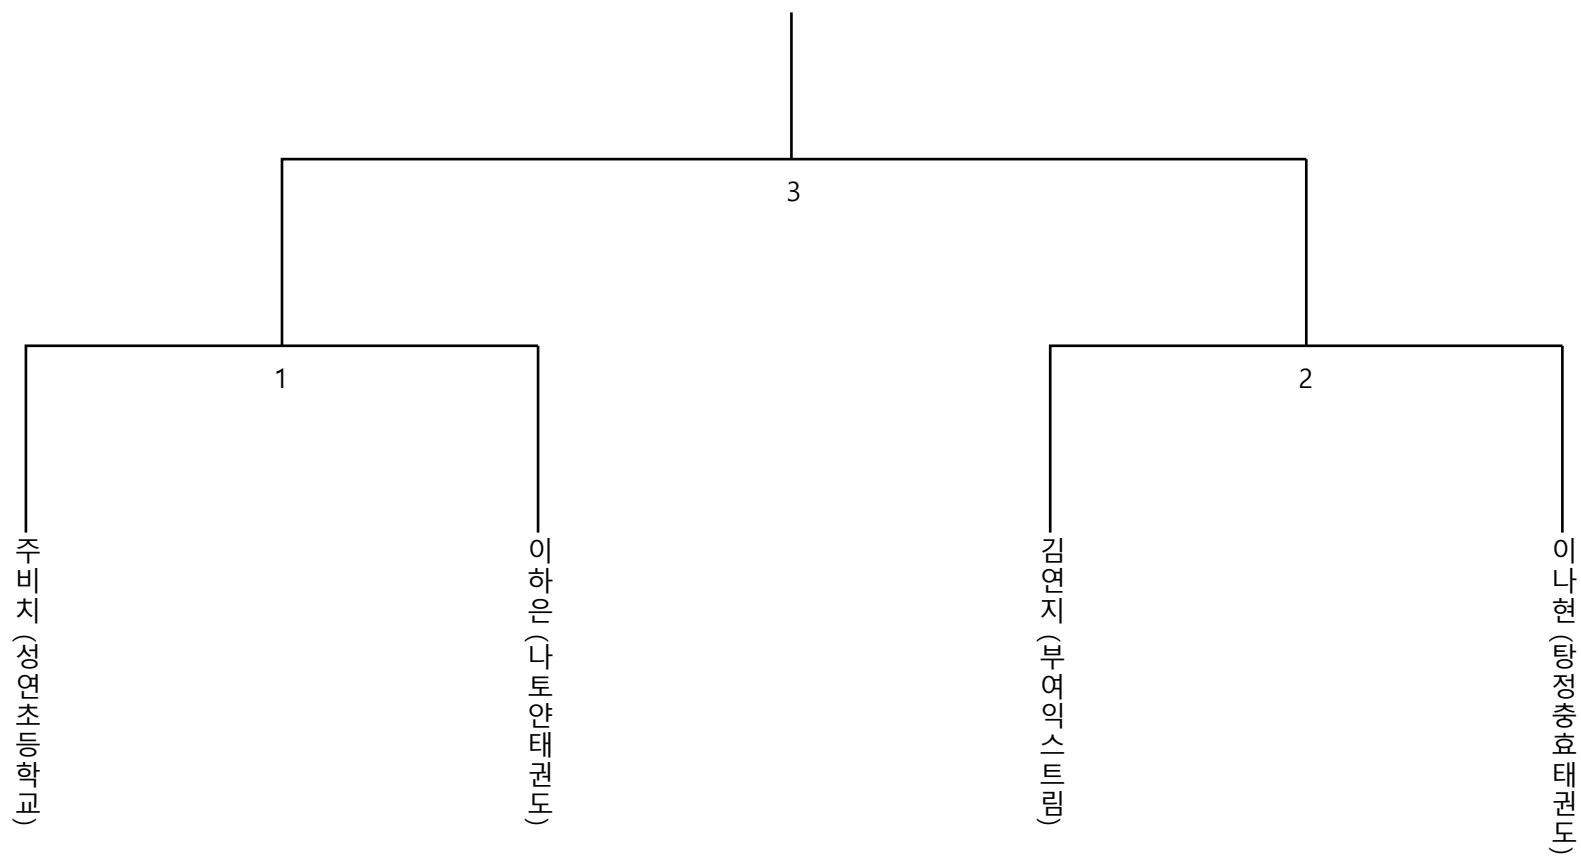 3
1
2
주비치 (성연초등학교)
이하은 (나토얀태권도)
김연지 (부여익스트림)
이나현 (탕정충효태권도)